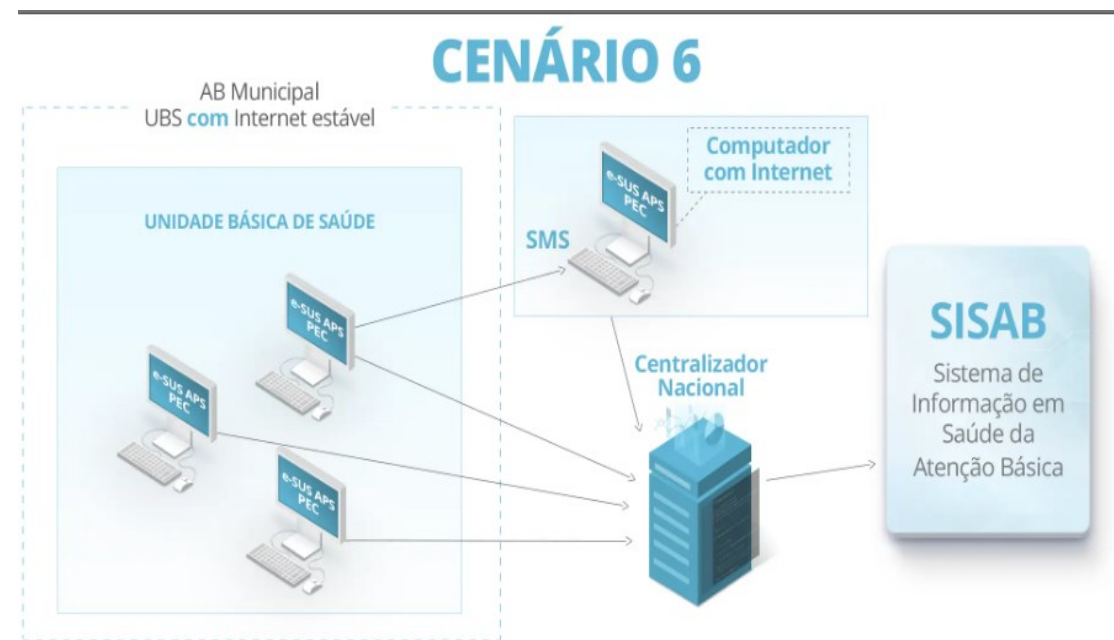 CENÁRIO 6
AB Municipal
UBS com Internet estável
UNIDADE BÁSICA DE SAÚDE
e-SUS APS
PEC
e-SUS APS
PEC
e-SUS APS
PEC
SMS
e-SUS APS
PEC
Computador
com Internet
Centralizador
Nacional
SISAB
Sistema de
Informação em
Saúde da
Atenção Básica